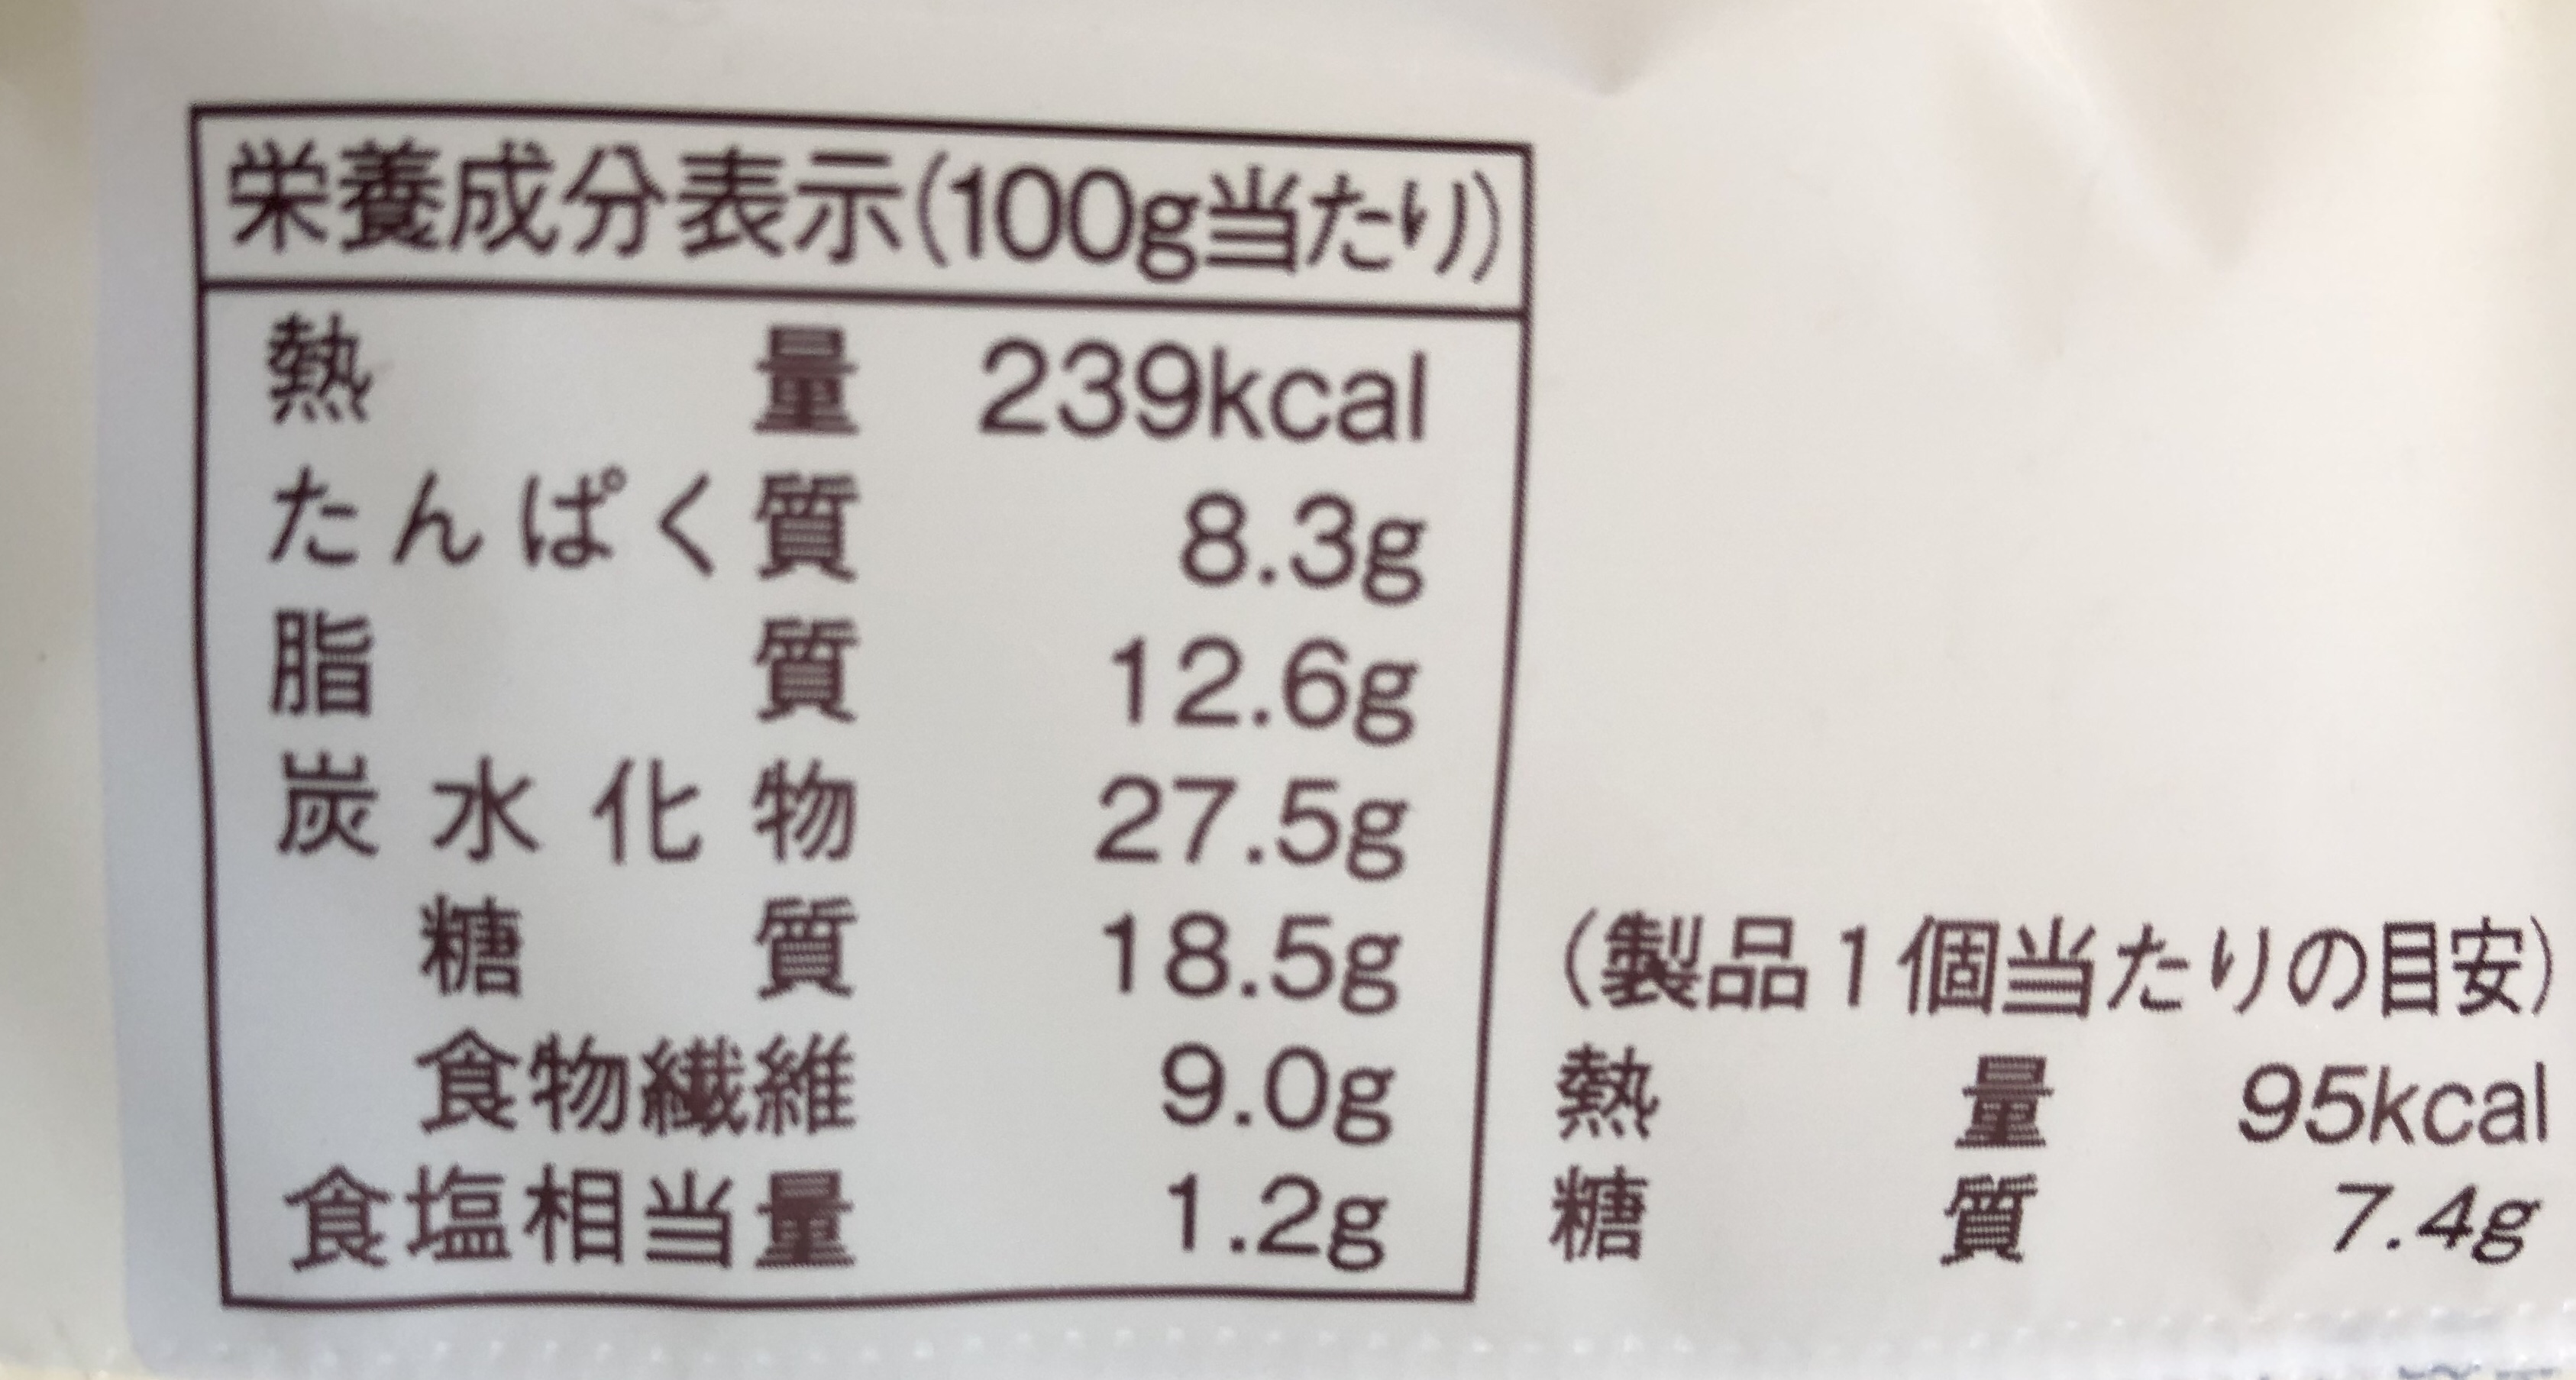 栄養成分表示(100g当たり)
熱量 239kcal
たんぱく質 8.3g
脂質 12.6g
炭水化物 27.5g
糖質 18.5g
食物繊維 9.0g
食塩相当量 1.2g
(製品1個当たりの目安)
熱量 95kcal
糖質 7.4g